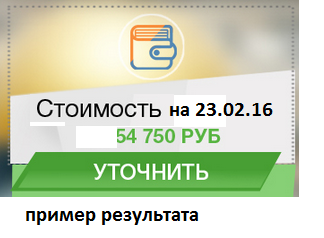 Стоимость на 23.02.16
54 750 РУБ
УТОЧНИТЬ
пример результата